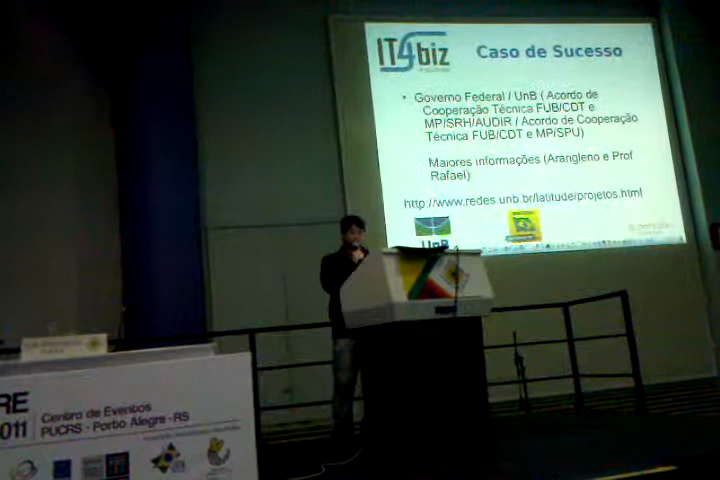 IT4biz
Caso de Sucesso
• Governo Federal / UnB ( Acordo de
Cooperação Técnica FUB/CDT e
MP/SRH/AUDIR / Acordo de Cooperação
Técnica FUB/CDT e MP/SPU)
Maiores informações (Ararigleno e Prof
Rafael)
http://www.redes.unb.br/latitude/projetos.html
UnB
RE
011
Centro de Eventos
PUCRS - Porto Alegre - RS